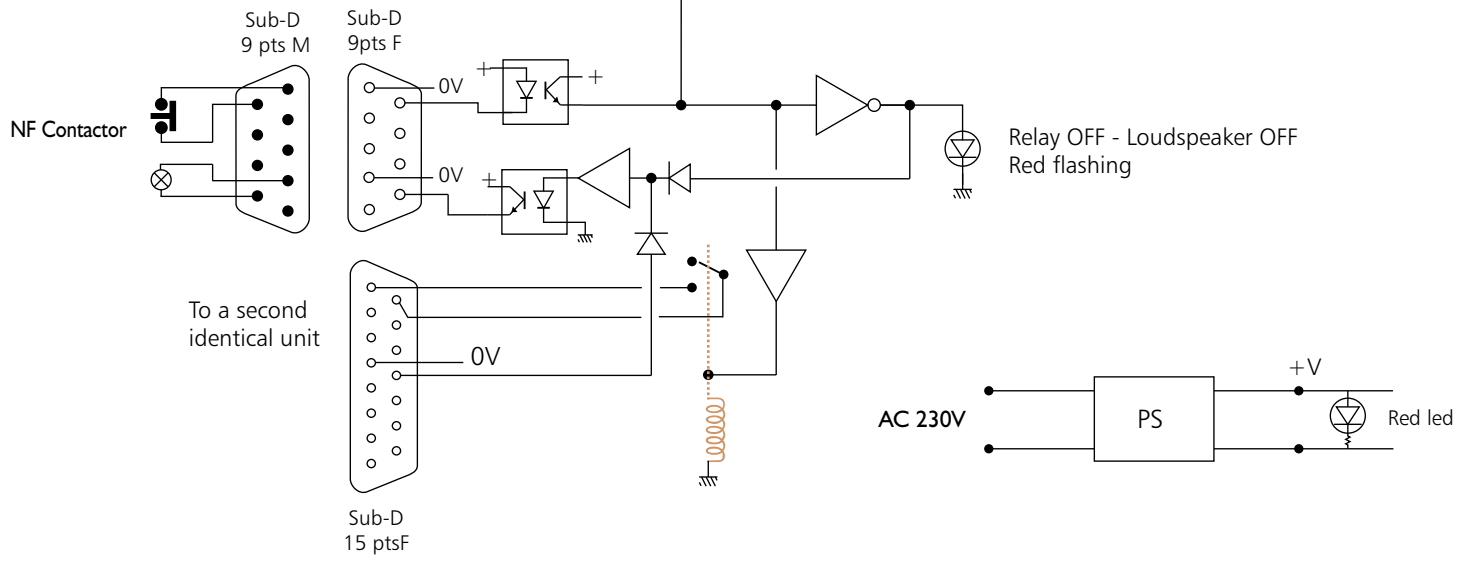 Sub-D
9 pts M
Sub-D
9pts F
NF Contactor
0V
+
+
0V
+
Relay OFF - Loudspeaker OFF
Red flashing
To a second
identical unit
0V
Sub-D
15 ptsF
AC 230V
PS
+V
Red led